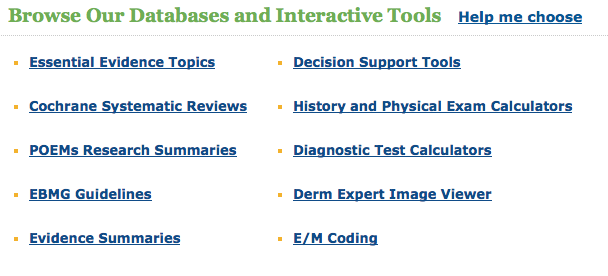 Browse Our Databases and Interactive Tools Help me choose
Essential Evidence Topics
Cochrane Systematic Reviews
POEMs Research Summaries
EBMG Guidelines
Evidence Summaries
Decision Support Tools
History and Physical Exam Calculators
Diagnostic Test Calculators
Derm Expert Image Viewer
E/M Coding